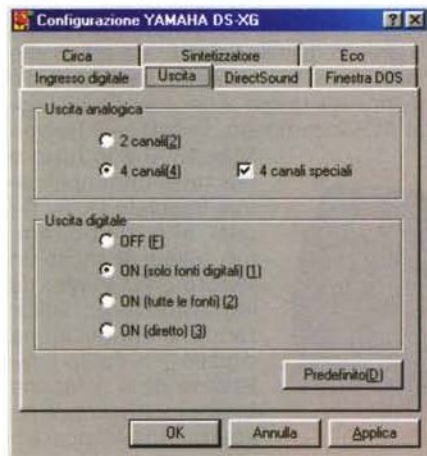 Configurazione YAMAHA DS-XG
Circa Sintetizzatore Eco
Ingresso digitale Uscita DirectSound Finestra DOS
Uscita analogica
2 canali(2)
4 canali(4) 4 canali speciali
Uscita digitale
OFF (F)
ON (solo fonti digitali) (1)
ON (tutte le fonti) (2)
ON (diretto) (3)
Predefinito(D)
OK Annulla Applica